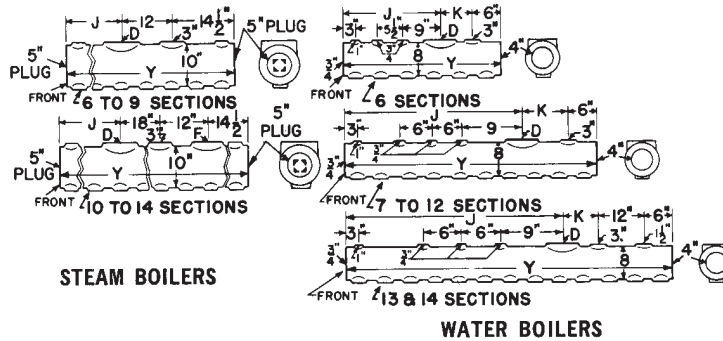 J 12 14 1/2"
5" PLUG
D 3"
10"
5" PLUG
Y
FRONT
6 TO 9 SECTIONS
J 18" 12" 14 1/2
5" PLUG
D 3" F
10"
5" PLUG
Y
FRONT
10 TO 14 SECTIONS
STEAM BOILERS
J K 6"
3" 5 1/2" 9" D 3"
1" 3/4" 8 4"
3/4
Y
FRONT
6 SECTIONS
J K 6"
3" 6" 6" 9 D
1" 3/4 8 4"
3/4"
Y
FRONT
7 TO 12 SECTIONS
J K 12" 6"
3" 6" 6" 9" D 3" 1 1/2"
1" 3/4" 8 4"
3/4
Y
FRONT
13 & 14 SECTIONS
WATER BOILERS